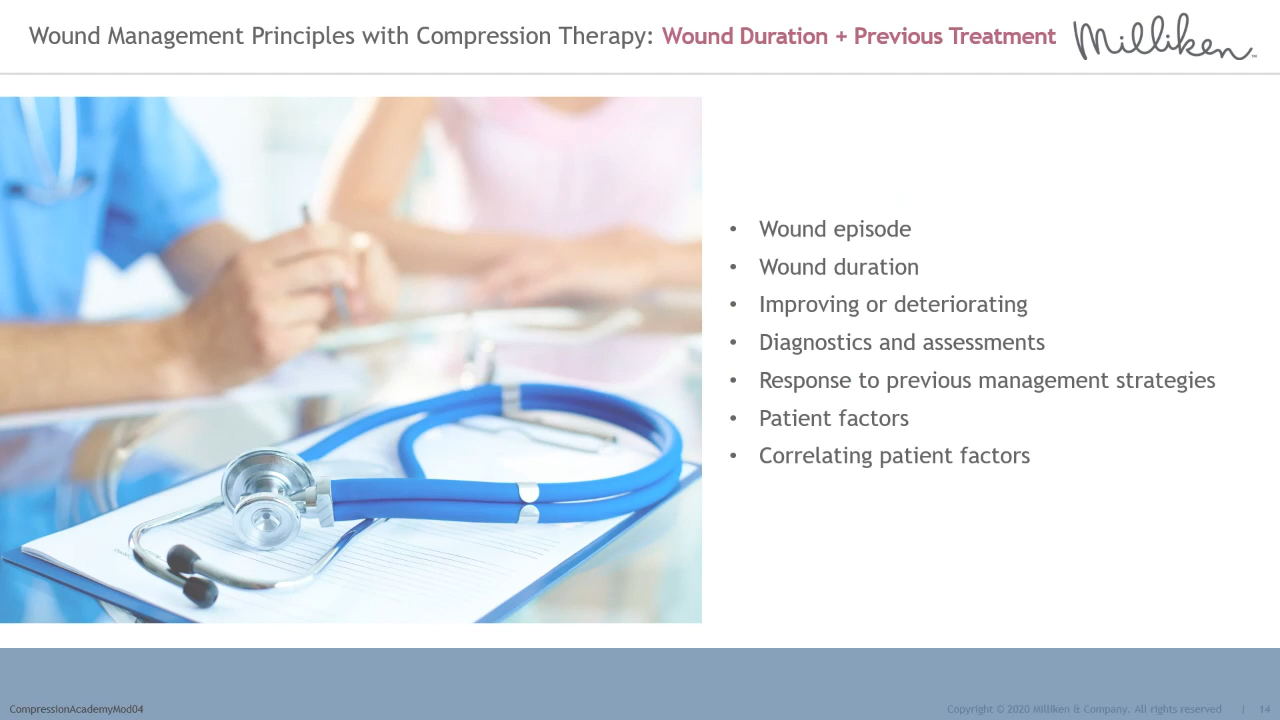 Wound Management Principles with Compression Therapy: Wound Duration + Previous Treatment
Milliken™
• Wound episode
• Wound duration
• Improving or deteriorating
• Diagnostics and assessments
• Response to previous management strategies
• Patient factors
• Correlating patient factors
CompressionAcademyMod04
Copyright © 2020 Milliken & Company. All rights reserved | 14